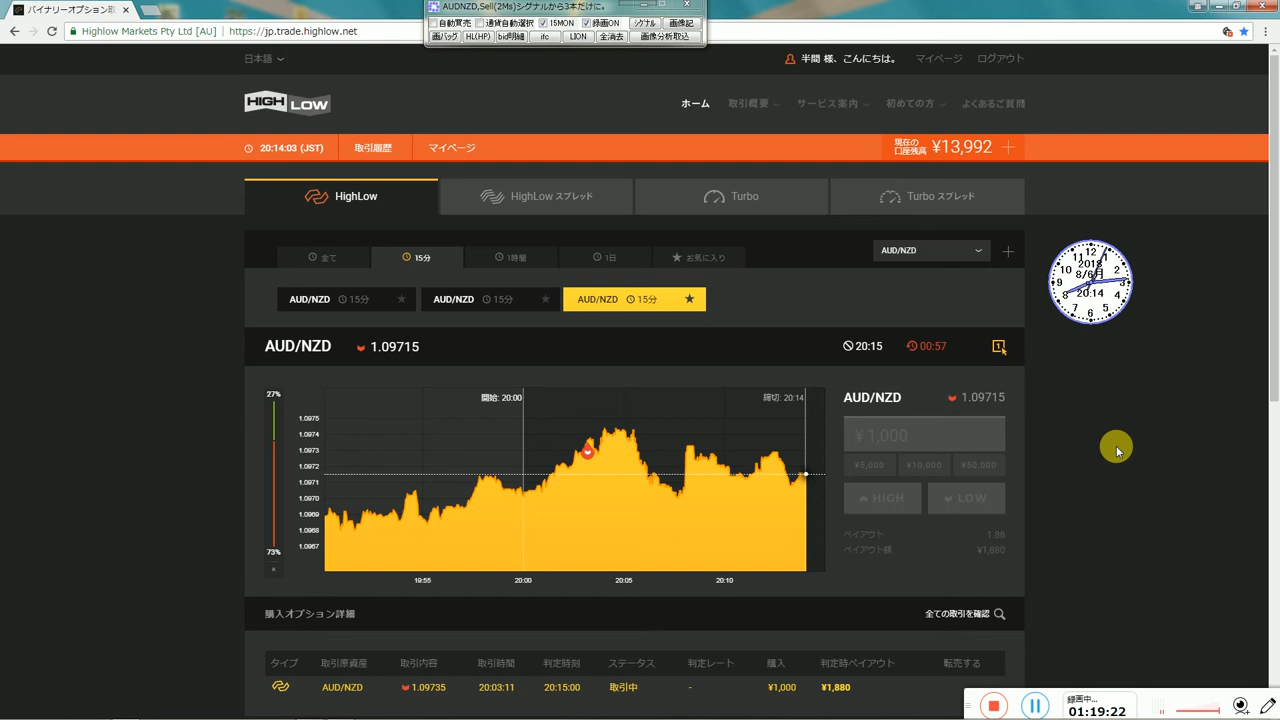 バイナリーオプション取
AUDNZD,Sell(2Ms)シグナルから3本だけに。
自動買売 通貨自動選択 15MON 録画ON シグナル 画像記
画バッグ HL(HP) bid明細 ifc LION 全消去 画像分析取込
Highlow Markets Pty Ltd [AU] https://jp.trade.highlow.net
日本語
半間 様、こんにちは。 マイページ ログアウト
HIGH LOW
ホーム 取引概要 サービス案内 初めての方 よくあるご質問
20:14:03 (JST) 取引履歴 マイページ 現在の口座残高 ¥13,992
HighLow HighLow スプレッド Turbo Turbo スプレッド
全て 15分 1時間 1日 お気に入り AUD/NZD
AUD/NZD 15分 AUD/NZD 15分 AUD/NZD 15分
AUD/NZD 1.09715 20:15 00:57 1
27%
開始: 20:00 締切: 20:14
AUD/NZD 1.09715
1.0975
1.0974
1.0973
1.0972
1.0971
1.0970
1.0969
1.0968
1.0967
73%
19:55 20:00 20:05 20:10
¥ 1,000
¥5,000 ¥10,000 ¥50,000
HIGH LOW
ペイアウト 1.88
ペイアウト額 ¥1,880
購入オプション詳細 全ての取引を確認
タイプ 取引原資産 取引内容 取引時間 判定時刻 ステータス 判定レート 購入 判定時ペイアウト 転売する
AUD/NZD 1.09735 20:03:11 20:15:00 取引中 - ¥1,000 ¥1,880
12
1
2
3
4
5
6
7
8
9
10
11
2018
8/6月
20:14
録画中...
01:19:22